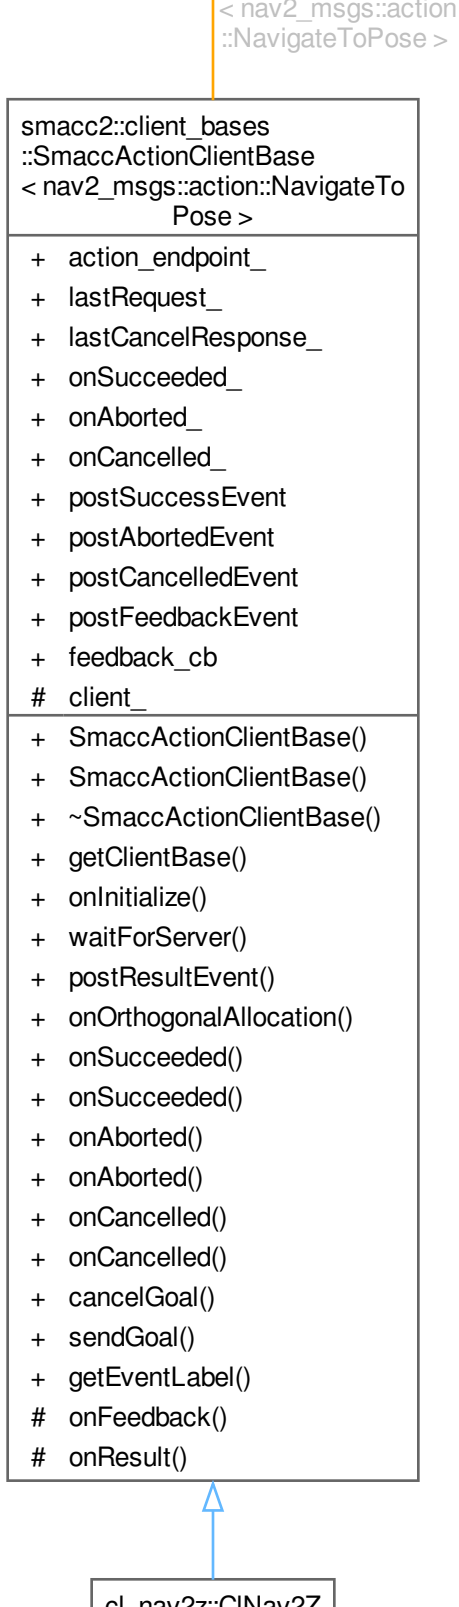 < nav2_msgs::action
::NavigateToPose >
smacc2::client_bases
::SmaccActionClientBase
< nav2_msgs::action::NavigateTo
Pose >
+ action_endpoint_
+ lastRequest_
+ lastCancelResponse_
+ onSucceeded_
+ onAborted_
+ onCancelled_
+ postSuccessEvent
+ postAbortedEvent
+ postCancelledEvent
+ postFeedbackEvent
+ feedback_cb
# client_
+ SmaccActionClientBase()
+ SmaccActionClientBase()
+ ~SmaccActionClientBase()
+ getClientBase()
+ onInitialize()
+ waitForServer()
+ postResultEvent()
+ onOrthogonalAllocation()
+ onSucceeded()
+ onSucceeded()
+ onAborted()
+ onAborted()
+ onCancelled()
+ onCancelled()
+ cancelGoal()
+ sendGoal()
+ getEventLabel()
# onFeedback()
# onResult()
cl_nav2z::ClNav2Z